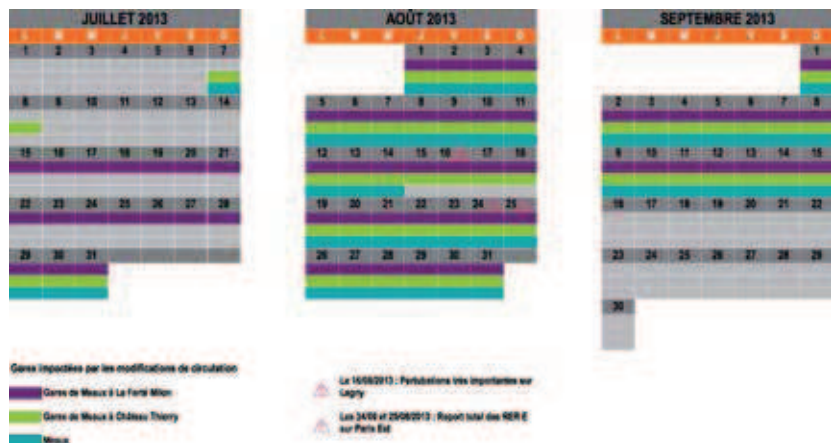 JUILLET 2013
L M M J V S D
1 2 3 4 5 6 7
8 9 10 11 12 13 14
15 16 17 18 19 20 21
22 23 24 25 26 27 28
29 30 31
AOÛT 2013
L M M J V S D
1 2 3 4
5 6 7 8 9 10 11
12 13 14 15 16 17 18
19 20 21 22 23 24 25
26 27 28 29 30 31
SEPTEMBRE 2013
L M M J V S D
1
2 3 4 5 6 7 8
9 10 11 12 13 14 15
16 17 18 19 20 21 22
23 24 25 26 27 28 29
30
Gares impactées par les modifications de circulation
Gares de Meaux à La Ferté Milon
Gares de Meaux à Château Thierry
Meaux
Le 16/08/2013 : Pertubations très importantes sur
Lagny
Les 24/08 et 25/08/2013 : Report total des RER E
sur Paris Est